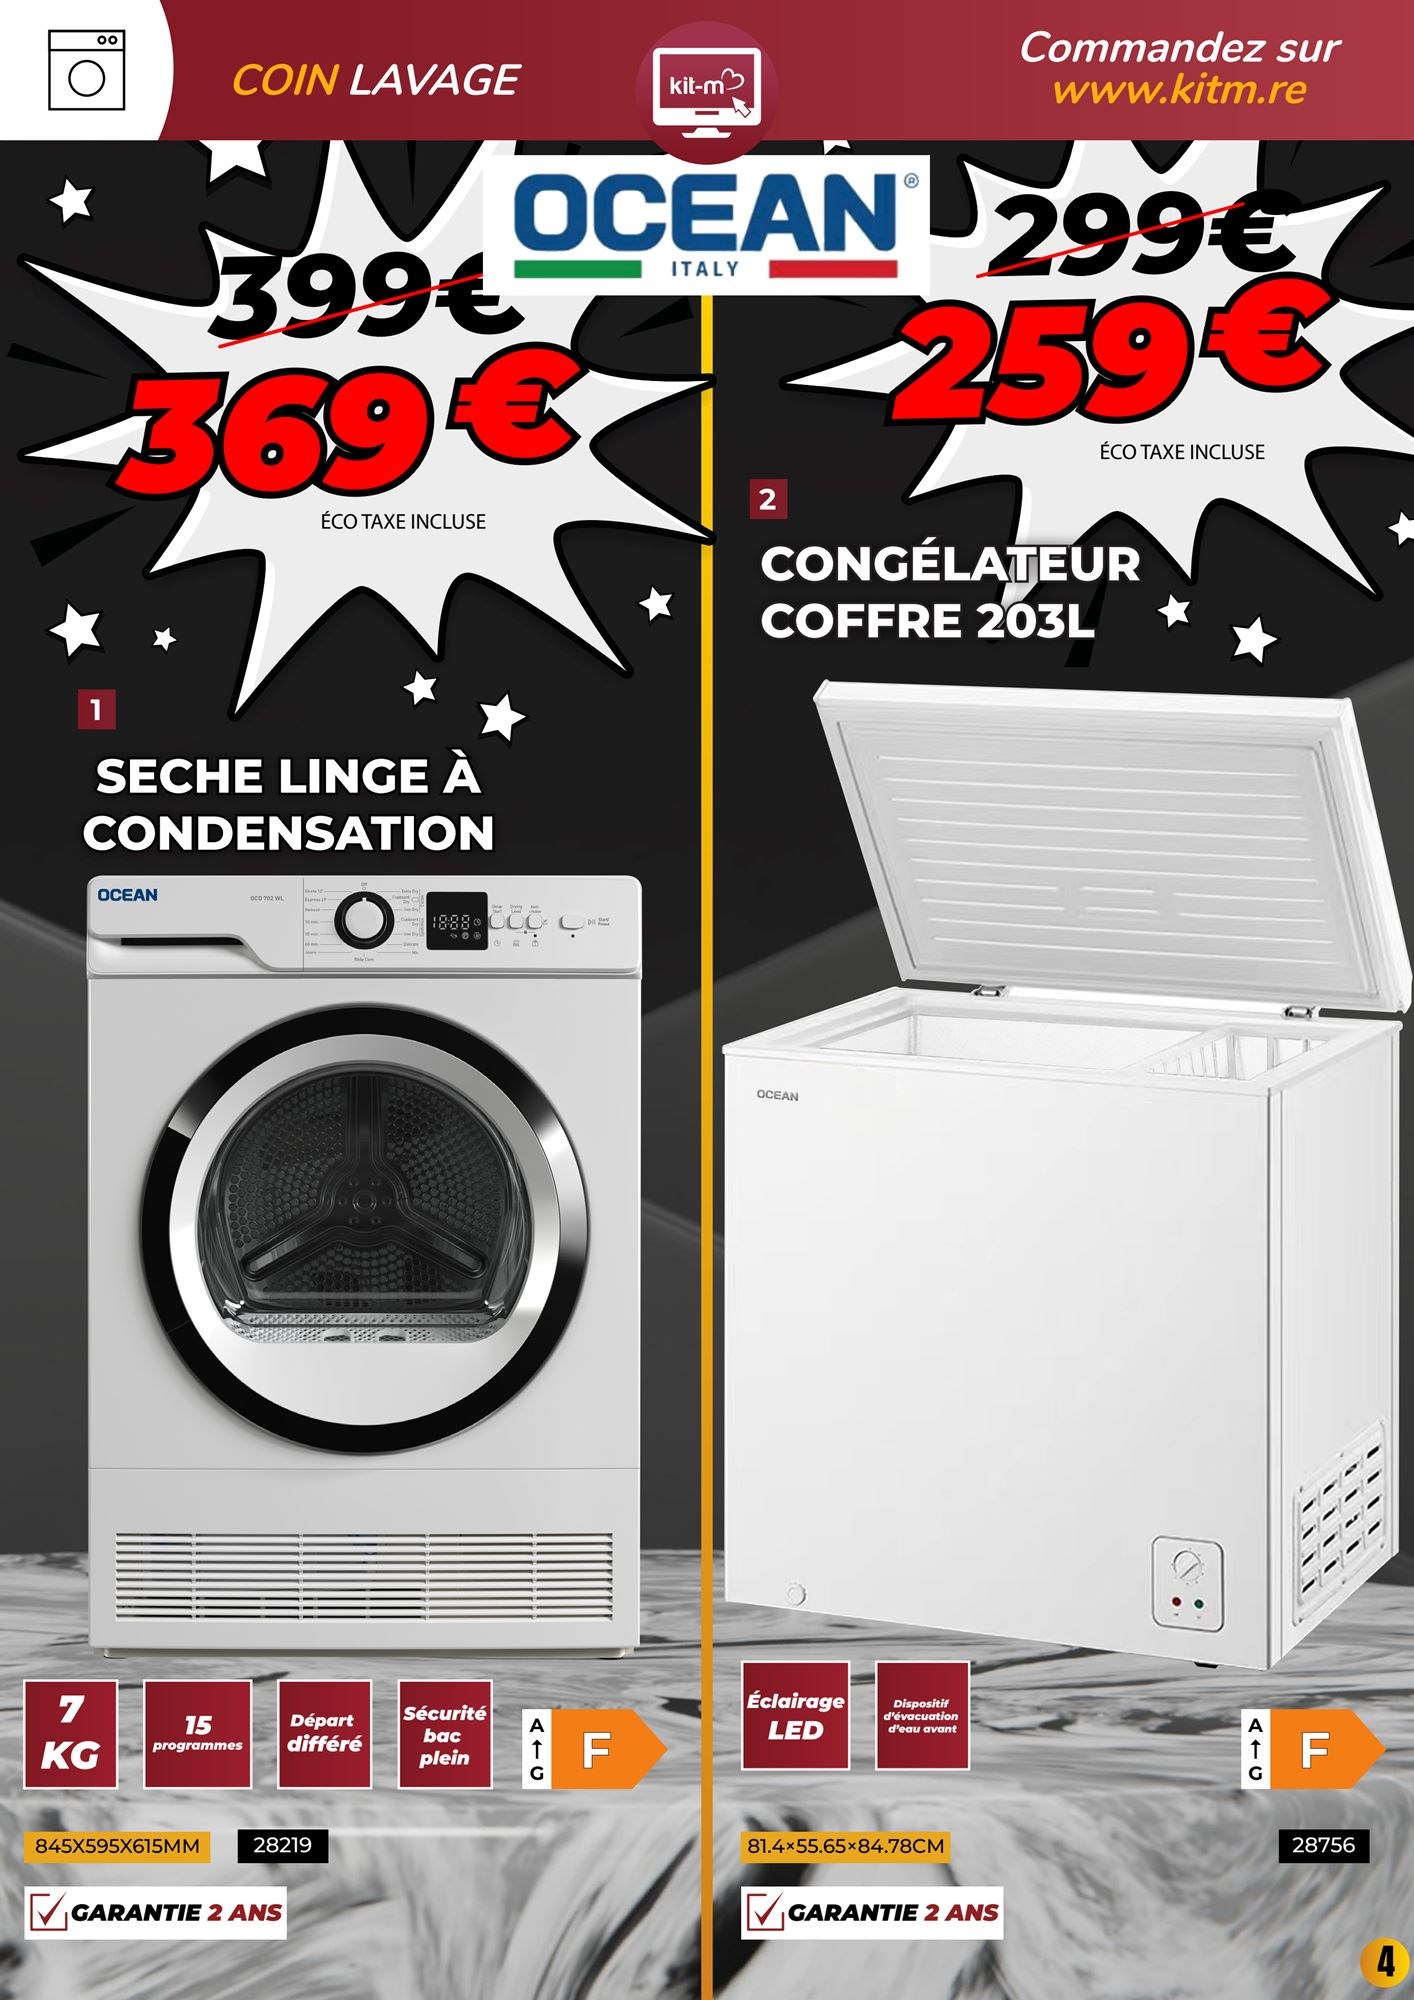 COIN LAVAGE
kit-m
Commandez sur
www.kitm.re
OCEAN®
ITALY
399€
369€
ÉCO TAXE INCLUSE
1
SECHE LINGE À
CONDENSATION
OCEAN
OCD 702 WL
299€
259€
ÉCO TAXE INCLUSE
2
CONGÉLATEUR
COFFRE 203L
OCEAN
7
KG
15
programmes
Départ
différé
Sécurité
bac
plein
A
↑
G
F
845X595X615MM
28219
GARANTIE 2 ANS
Éclairage
LED
Dispositif
d'évacuation
d'eau avant
A
↑
G
F
81.4×55.65×84.78CM
28756
GARANTIE 2 ANS
4